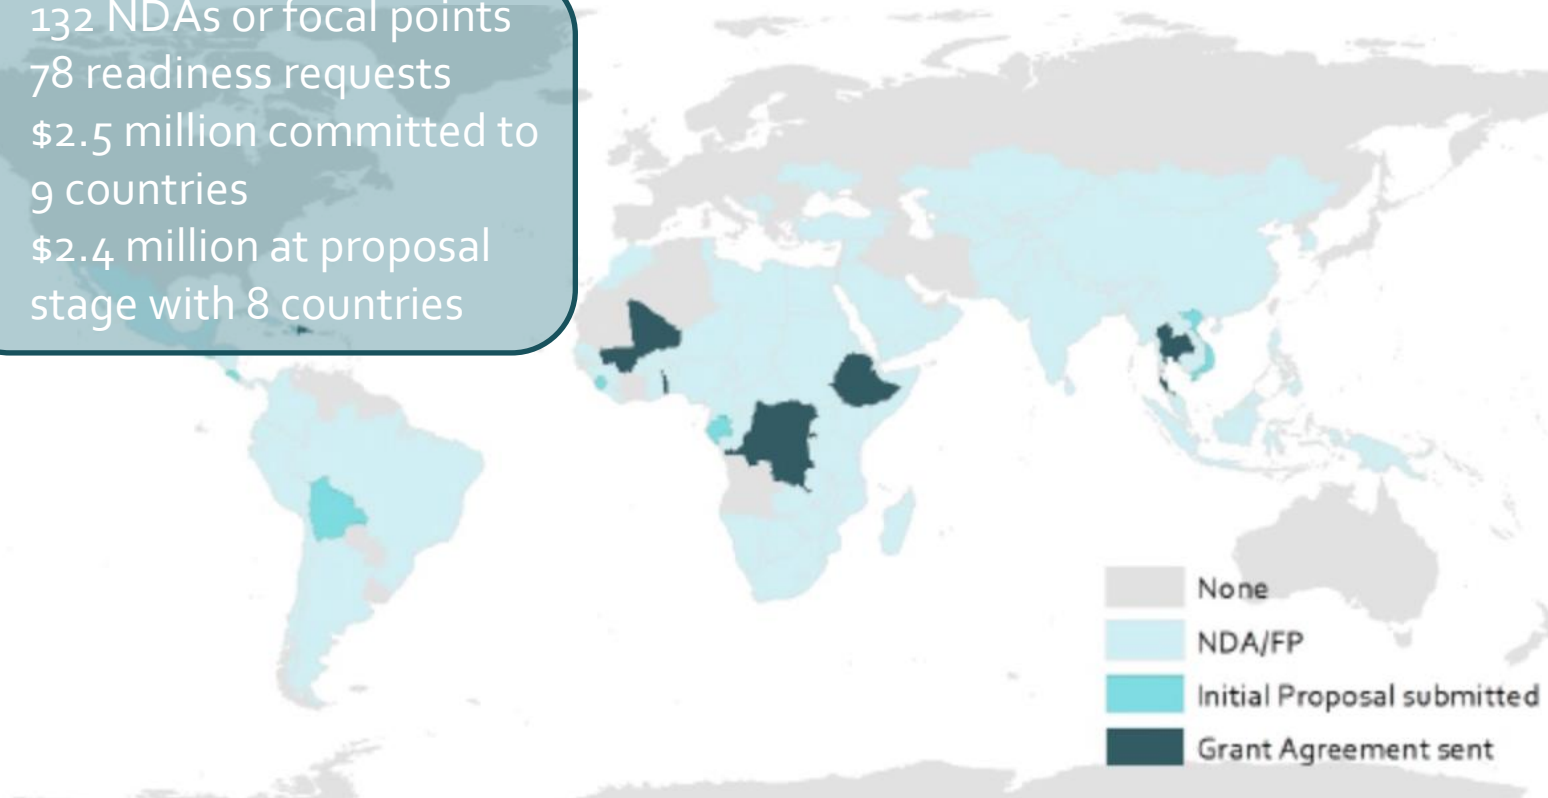 132 NDAs or focal points
78 readiness requests
$2.5 million committed to
9 countries
$2.4 million at proposal
stage with 8 countries
None
NDA/FP
Initial Proposal submitted
Grant Agreement sent